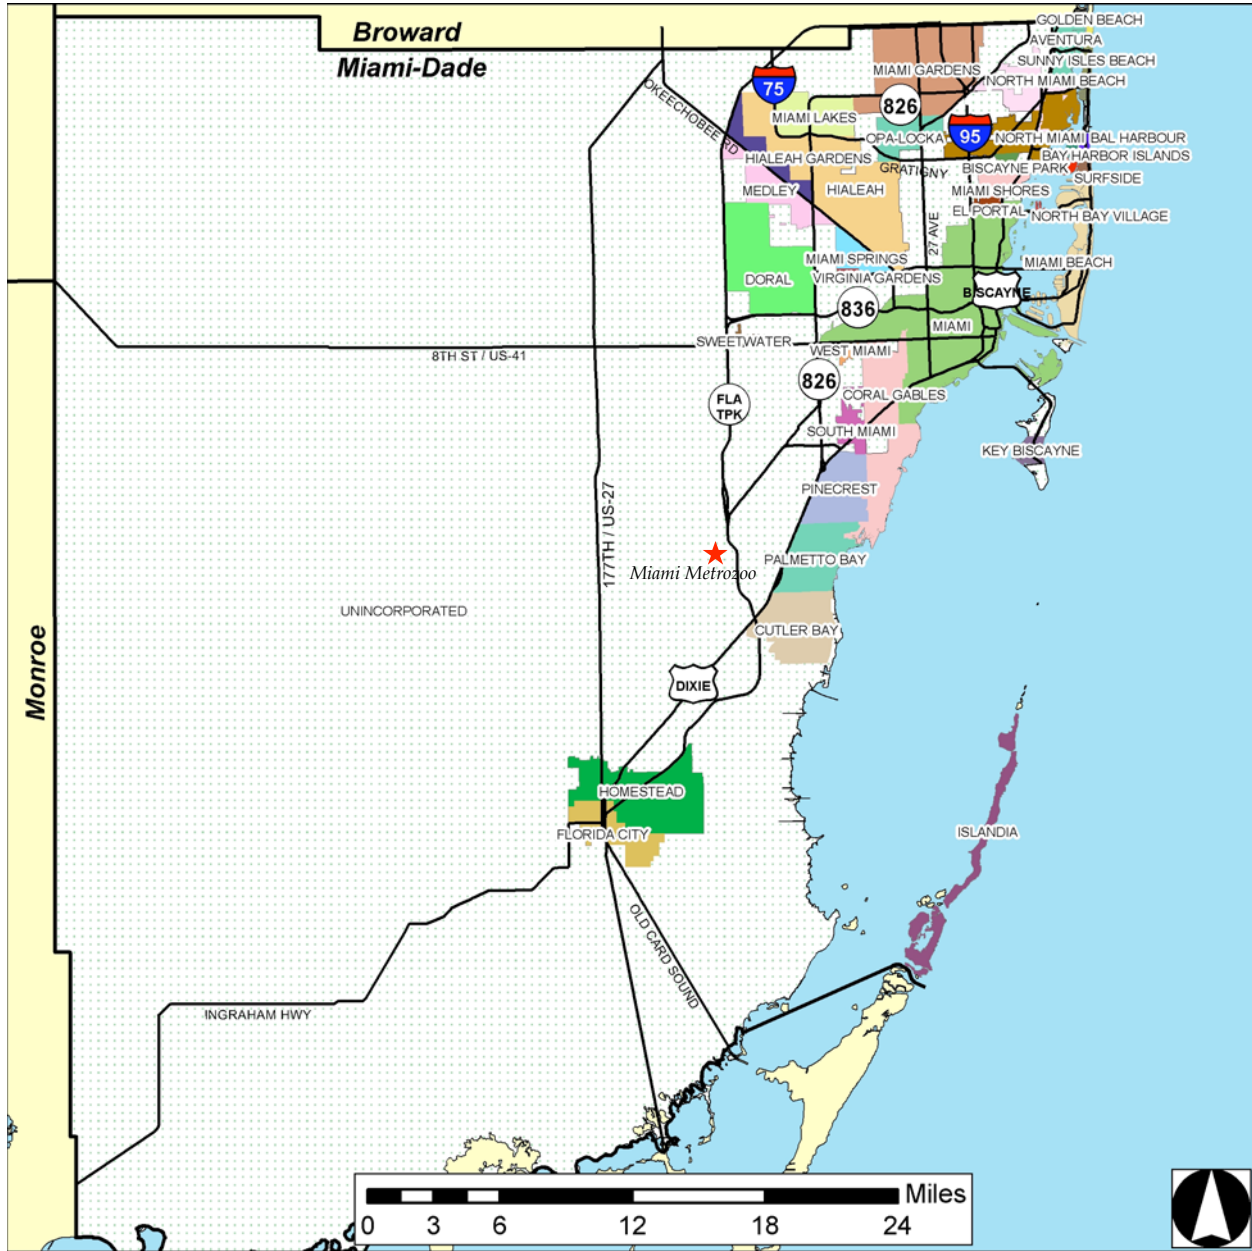 Broward
Miami-Dade
GOLDEN BEACH
AVENTURA
SUNNY ISLES BEACH
MIAMI GARDENS
NORTH MIAMI BEACH
75
OKEECHOBEE RD
826
MIAMI LAKES
OPA-LOCKA
95
NORTH MIAMI
BAL HARBOUR
HIALEAH GARDENS
BAY HARBOR ISLANDS
GRATIGNY
BISCAYNE PARK
SURFSIDE
MEDLEY
HIALEAH
MIAMI SHORES
EL PORTAL
NORTH BAY VILLAGE
27 AVE
MIAMI SPRINGS
MIAMI BEACH
DORAL
VIRGINIA GARDENS
BISCAYNE
836
MIAMI
SWEETWATER
WEST MIAMI
8TH ST / US-41
826
FLA
TPK
CORAL GABLES
SOUTH MIAMI
KEY BISCAYNE
PINECREST
177TH / US-27
PALMETTO BAY
Miami Metrozoo
UNINCORPORATED
CUTLER BAY
Monroe
DIXIE
HOMESTEAD
FLORIDA CITY
ISLANDIA
OLD CARD SOUND
INGRAHAM HWY
Miles
0 3 6 12 18 24